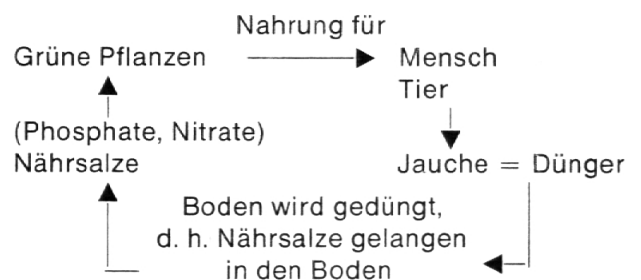 Nahrung für
Grüne Pflanzen
Mensch
Tier
Jauche = Dünger
Boden wird gedüngt,
d. h. Nährsalze gelangen
in den Boden
(Phosphate, Nitrate)
Nährsalze